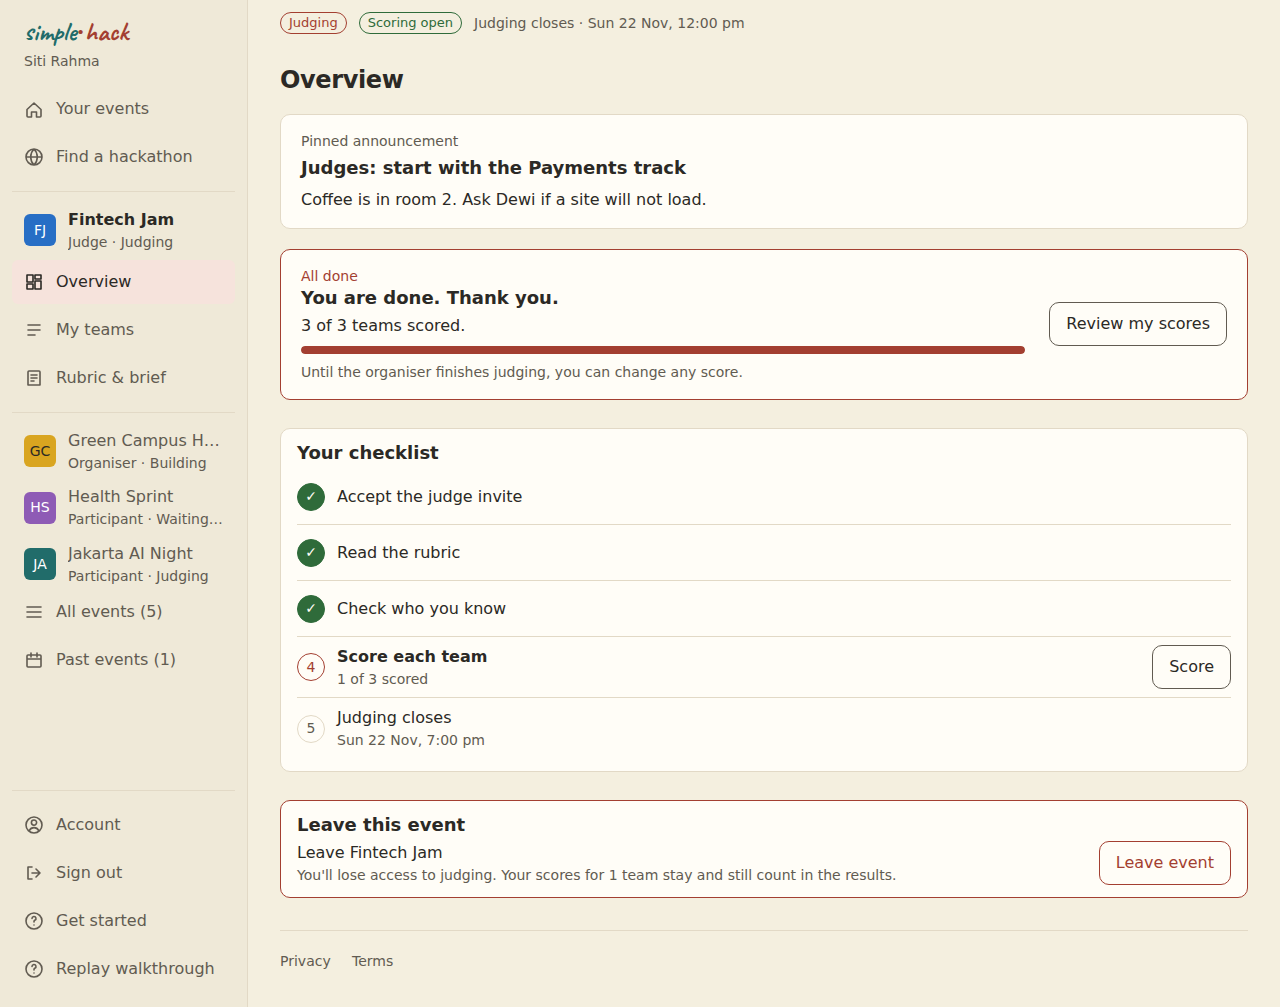 simple·hack
Siti Rahma
Your events
Find a hackathon
FJ
Fintech Jam
Judge · Judging
Overview
My teams
Rubric & brief
GC
Green Campus H…
Organiser · Building
HS
Health Sprint
Participant · Waiting…
JA
Jakarta AI Night
Participant · Judging
All events (5)
Past events (1)
Account
Sign out
Get started
Replay walkthrough
Judging
Scoring open
Judging closes · Sun 22 Nov, 12:00 pm
Overview
Pinned announcement
Judges: start with the Payments track
Coffee is in room 2. Ask Dewi if a site will not load.
All done
You are done. Thank you.
3 of 3 teams scored.
Until the organiser finishes judging, you can change any score.
Review my scores
Your checklist
✓ Accept the judge invite
✓ Read the rubric
✓ Check who you know
4
Score each team
1 of 3 scored
Score
5
Judging closes
Sun 22 Nov, 7:00 pm
Leave this event
Leave Fintech Jam
You'll lose access to judging. Your scores for 1 team stay and still count in the results.
Leave event
Privacy
Terms